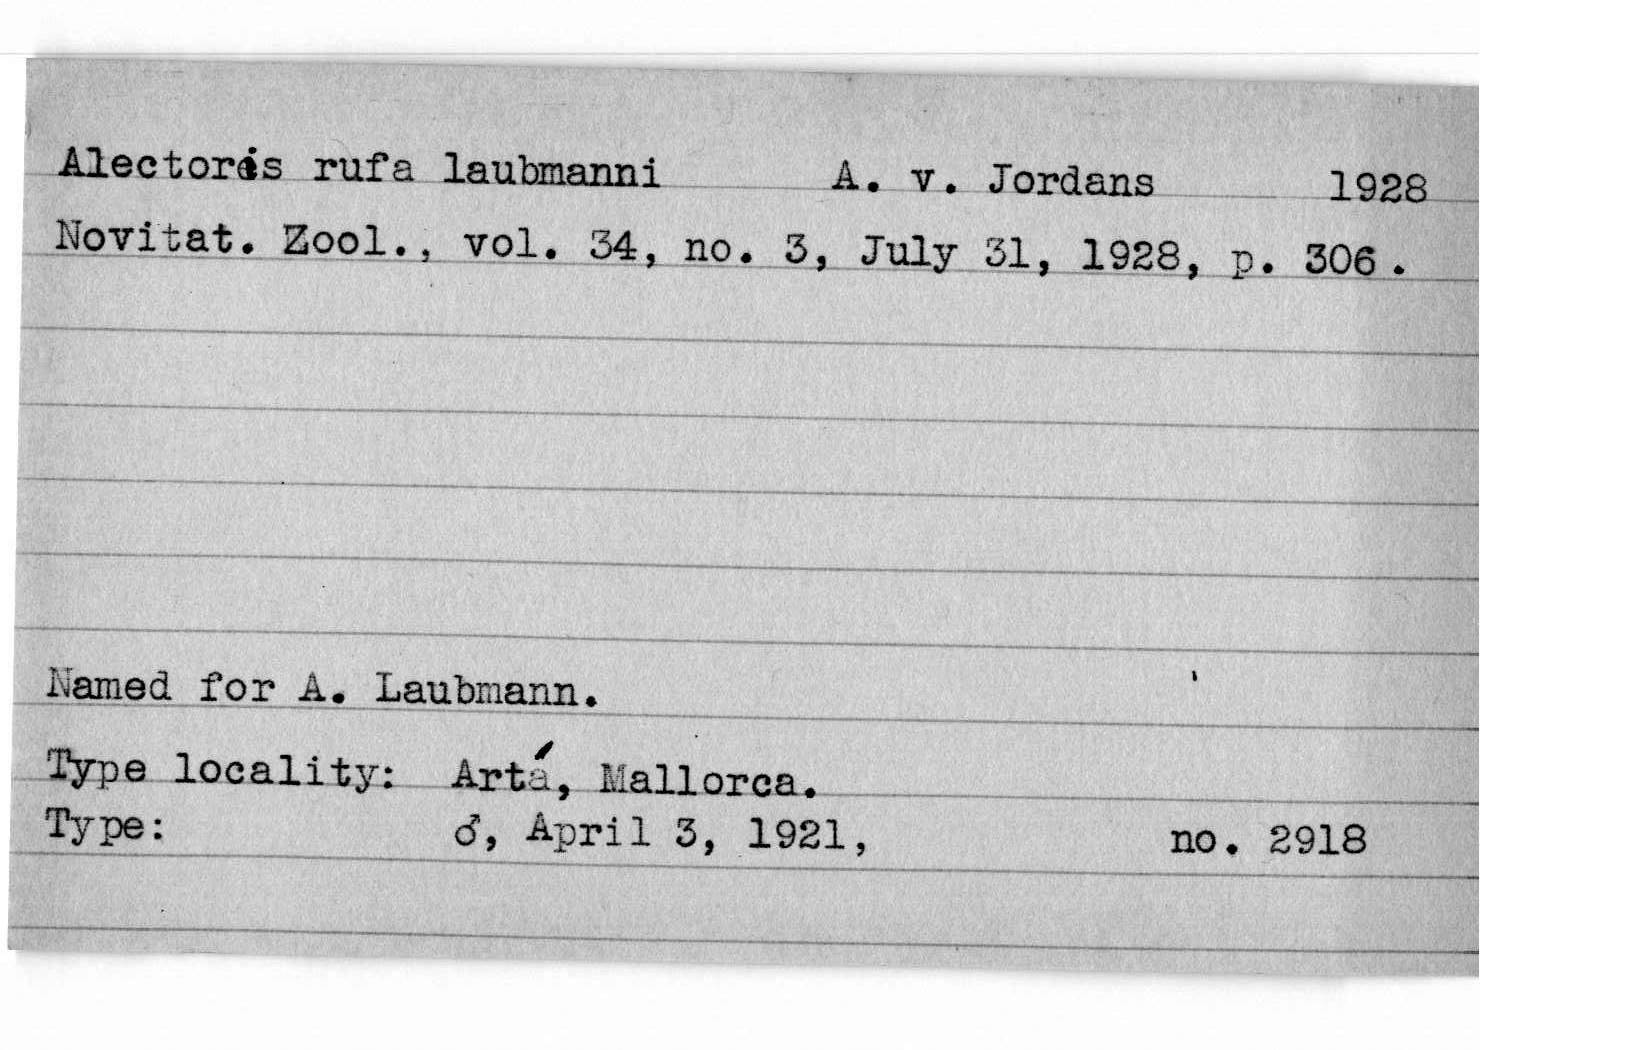 Alectoris rufa laubmanni A. v. Jordans 1928
Novitat. Zool., vol. 34, no. 3, July 31, 1928, p. 306.
Named for A. Laubmann.
Type locality: Artá, Mallorca.
Type: ♂, April 3, 1921, no. 2918